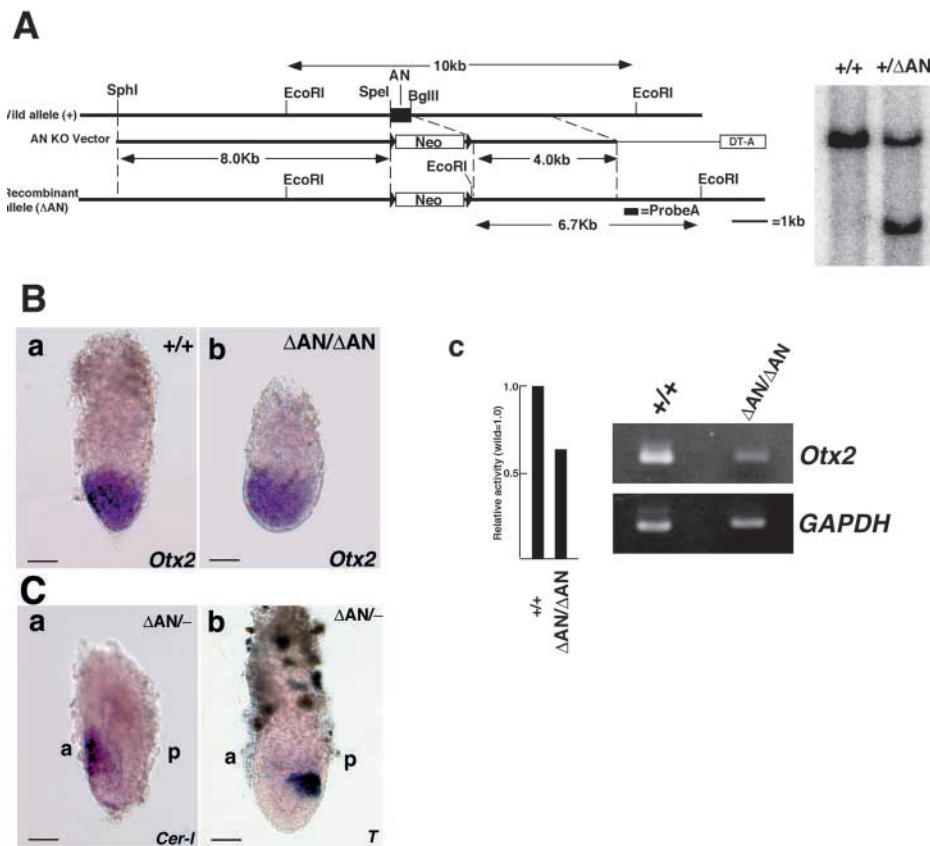 A
+/+ +/ΔAN
10kb
AN
SphI EcoRI SpeI BglII EcoRI
Wild allele (+)
AN KO Vector Neo DT-A
8.0Kb 4.0kb
EcoRI
EcoRI EcoRI
Recombinant
allele (ΔAN) Neo
=ProbeA
6.7Kb =1kb
B
a +/+ b ΔAN/ΔAN
Otx2 Otx2
c
+/+ ΔAN/ΔAN
Relative activity (wild=1.0)
1.0
0.5
+/+
ΔAN/ΔAN
Otx2
GAPDH
C
a ΔAN/– b ΔAN/–
a p a p
Cer-l T